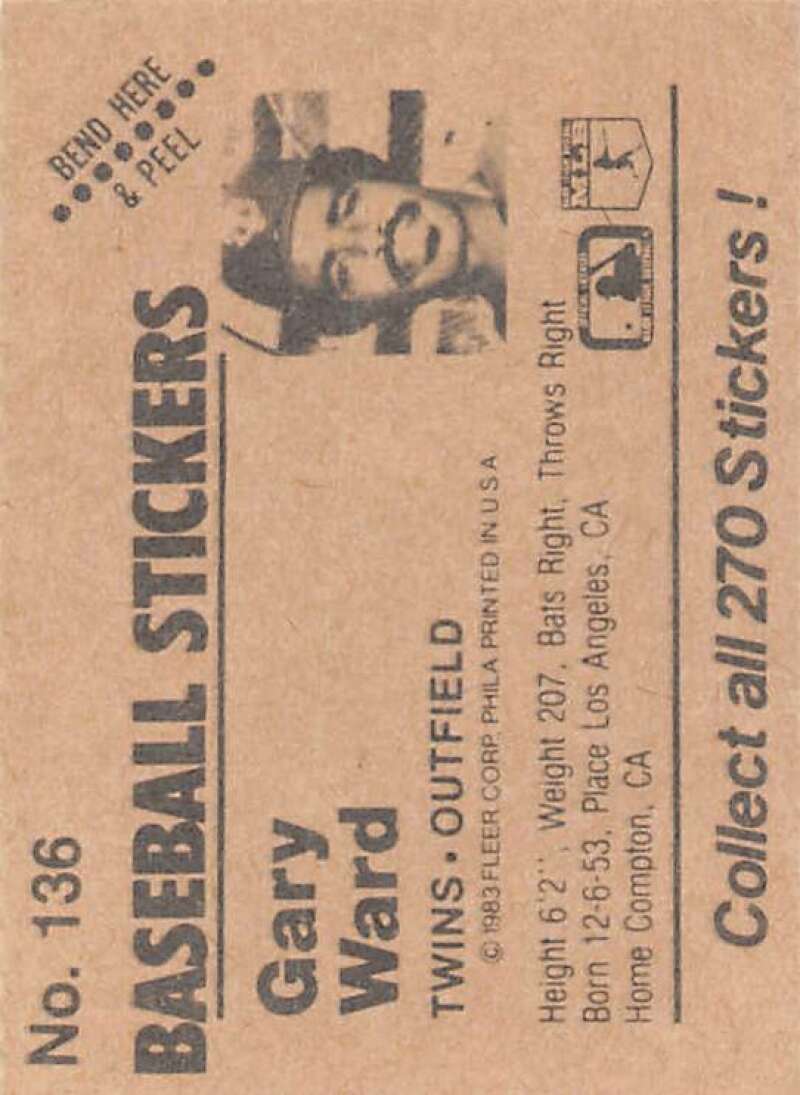 No. 136
BEND HERE
& PEEL
BASEBALL STICKERS
Gary
Ward
TWINS • OUTFIELD
© 1983 FLEER CORP. PHILA PRINTED IN U S A
Height 6'2'', Weight 207, Bats Right, Throws Right
Born 12-6-53, Place Los Angeles, CA
Home Compton, CA
Collect all 270 Stickers!